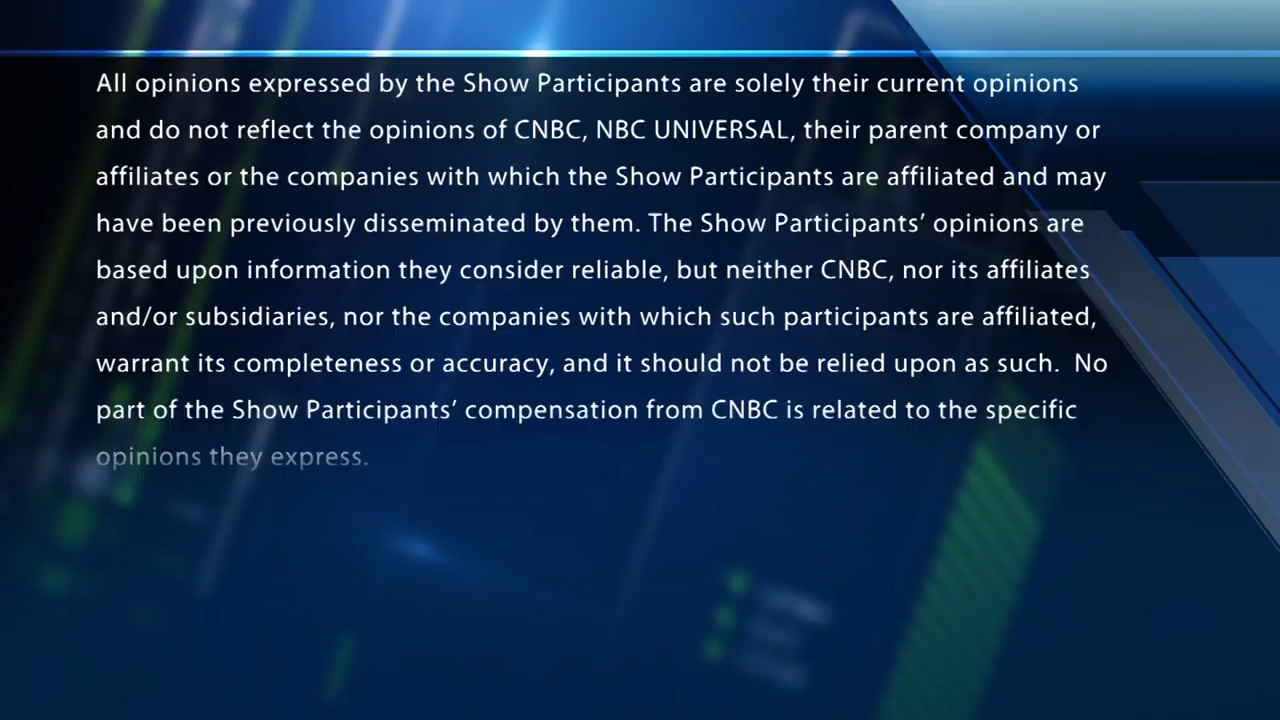 All opinions expressed by the Show Participants are solely their current opinions
and do not reflect the opinions of CNBC, NBC UNIVERSAL, their parent company or
affiliates or the companies with which the Show Participants are affiliated and may
have been previously disseminated by them. The Show Participants’ opinions are
based upon information they consider reliable, but neither CNBC, nor its affiliates
and/or subsidiaries, nor the companies with which such participants are affiliated,
warrant its completeness or accuracy, and it should not be relied upon as such.  No
part of the Show Participants’ compensation from CNBC is related to the specific
opinions they express.